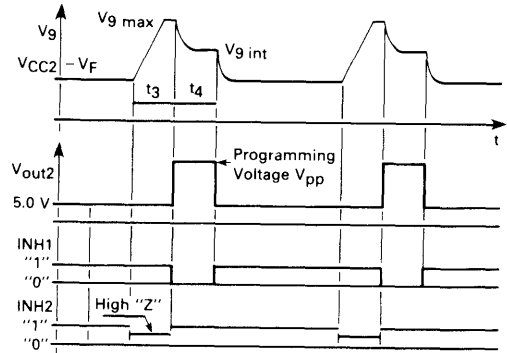 V9
V9 max
V9 int
VCC2 – VF
t3
t4
t
Vout2
Programming
Voltage Vpp
5.0 V
INH1
"1"
"0"
High "Z"
INH2
"1"
"0"